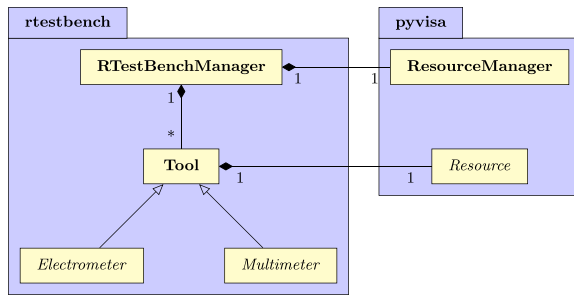 rtestbench
pyvisa
RTestBenchManager
ResourceManager
1
1
1
*
Tool
Resource
1
1
Electrometer
Multimeter